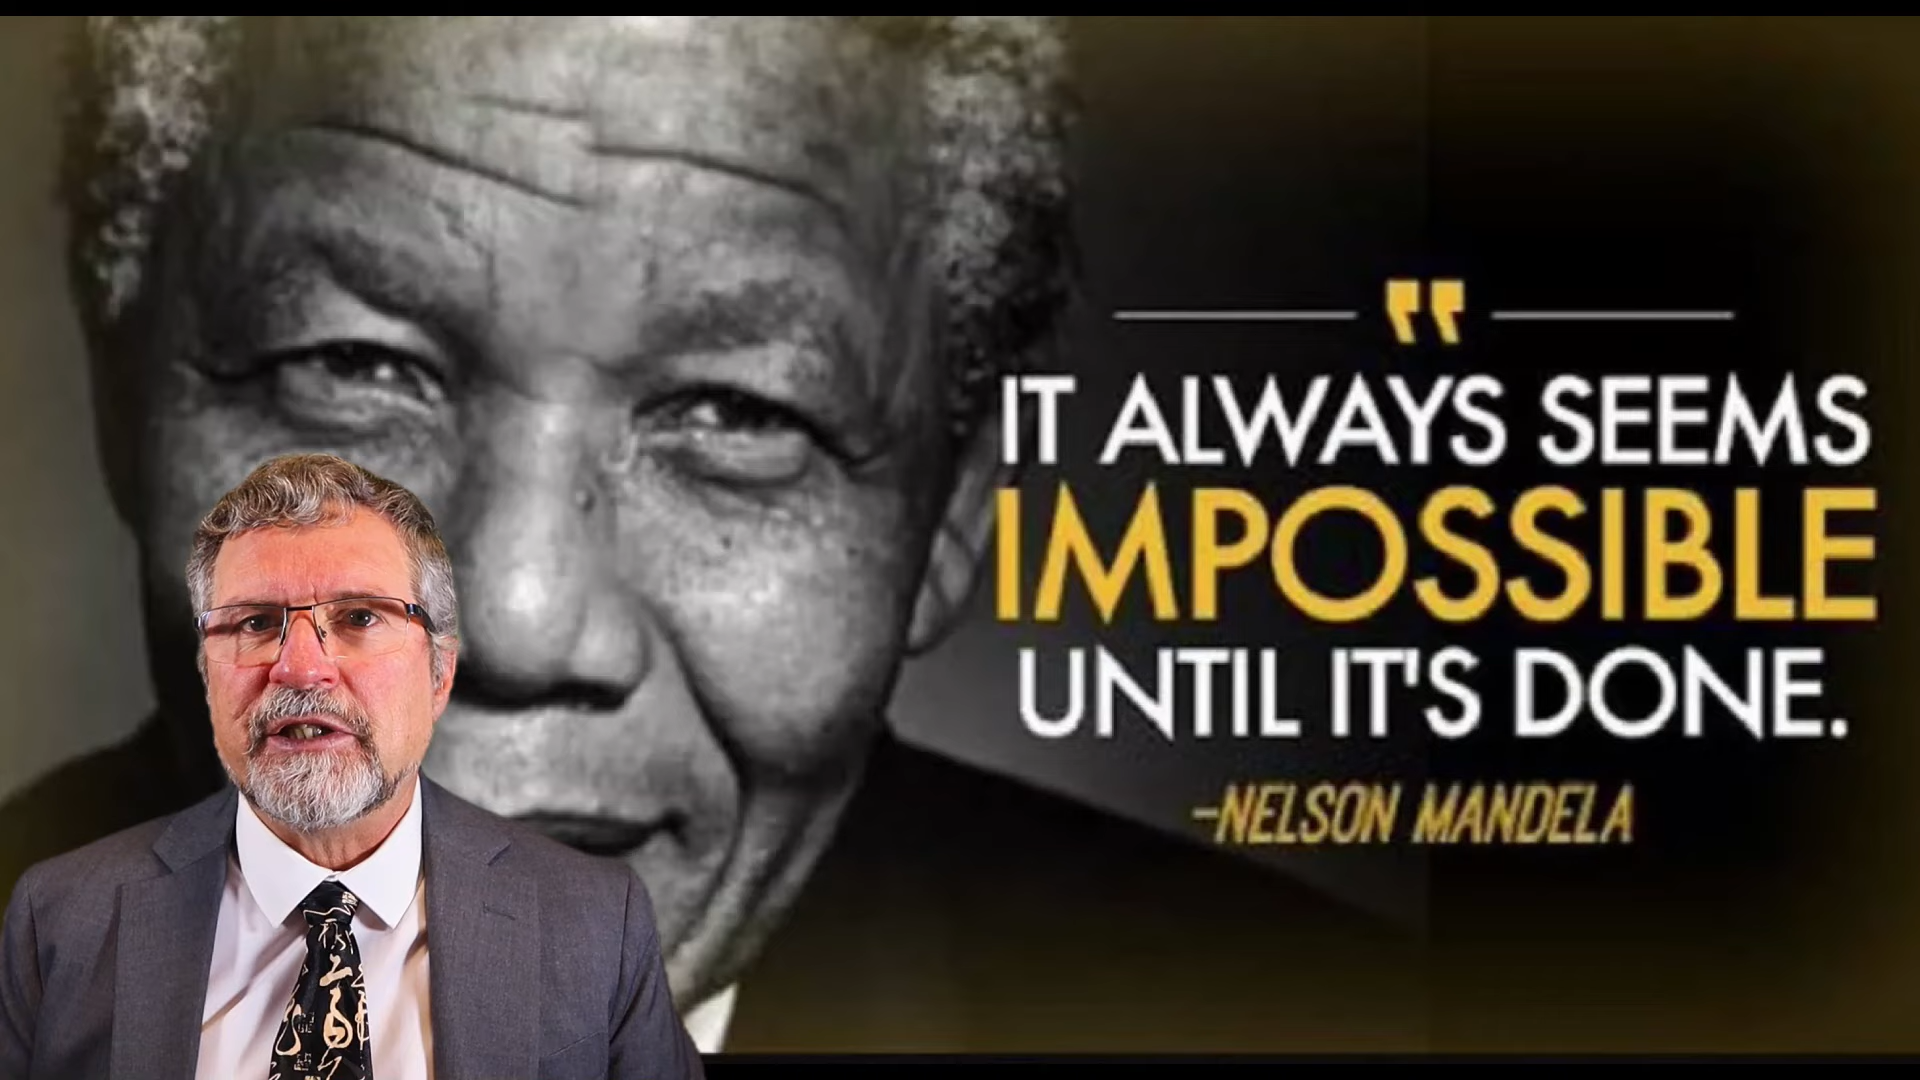 "
IT ALWAYS SEEMS
IMPOSSIBLE
UNTIL IT'S DONE.
-NELSON MANDELA